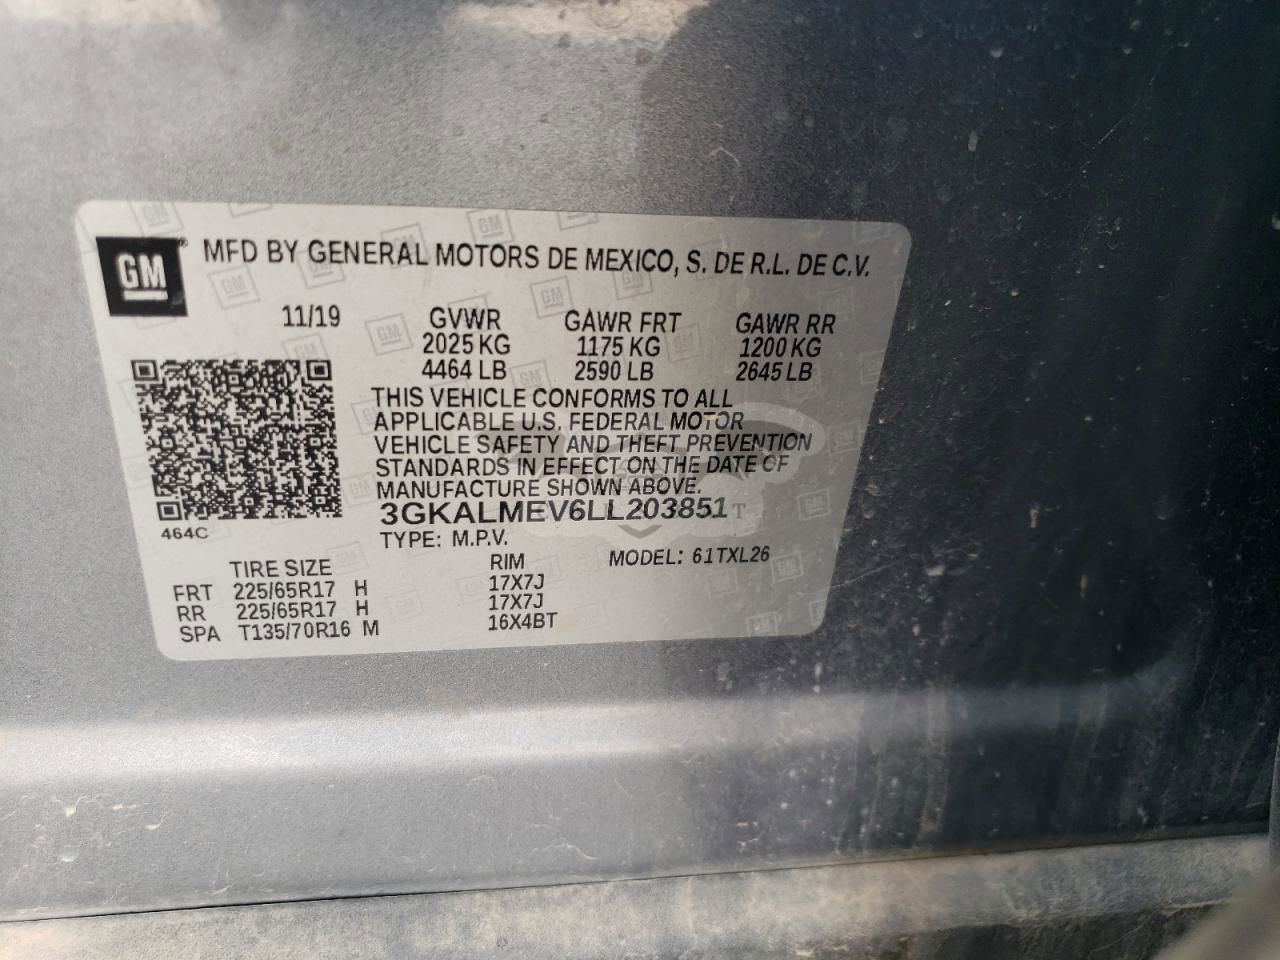 GM
MFD BY GENERAL MOTORS DE MEXICO, S. DE R.L. DE C.V.
11/19 GVWR GAWR FRT GAWR RR
2025 KG 1175 KG 1200 KG
4464 LB 2590 LB 2645 LB
THIS VEHICLE CONFORMS TO ALL
APPLICABLE U.S. FEDERAL MOTOR
VEHICLE SAFETY AND THEFT PREVENTION
STANDARDS IN EFFECT ON THE DATE OF
MANUFACTURE SHOWN ABOVE.
3GKALMEV6LL203851 T
464C
TYPE: M.P.V. MODEL: 61TXL26
TIRE SIZE RIM
FRT 225/65R17 H 17X7J
RR 225/65R17 H 17X7J
SPA T135/70R16 M 16X4BT